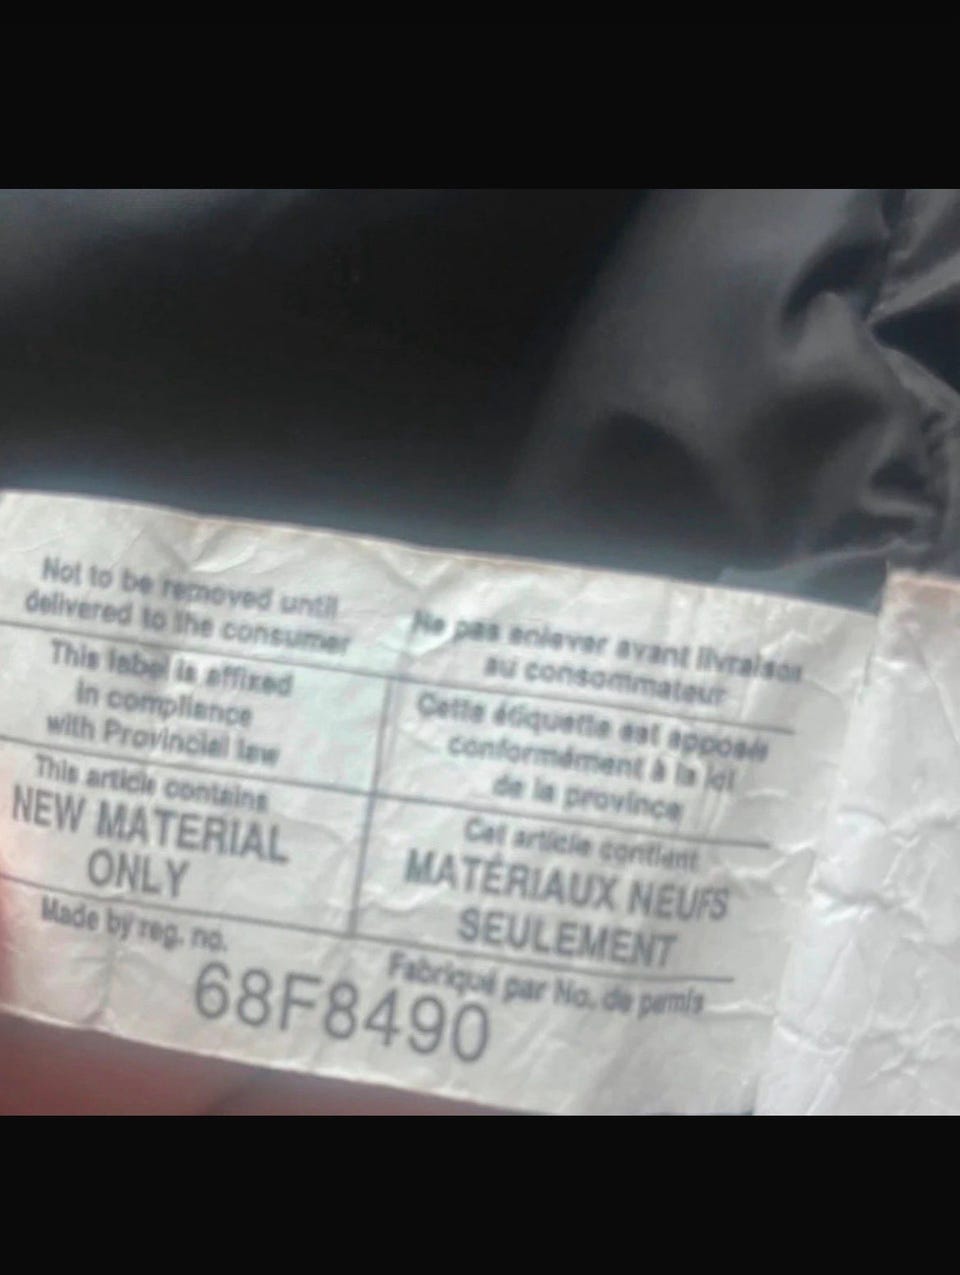 Not to be removed until
delivered to the consumer
Ne pas enlever avant livraison
au consommateur
This label is affixed
in compliance
with Provincial law
Cette étiquette est apposée
conformément à la loi
de la province
This article contains
NEW MATERIAL
ONLY
Cet article contient
MATÉRIAUX NEUFS
SEULEMENT
Made by reg. no.
Fabriqué par No. de permis
68F8490